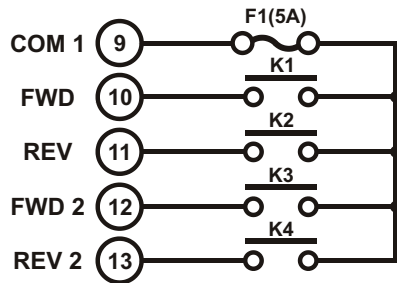 F1(5A)
COM 1 9
K1
FWD 10
K2
REV 11
K3
FWD 2 12
K4
REV 2 13